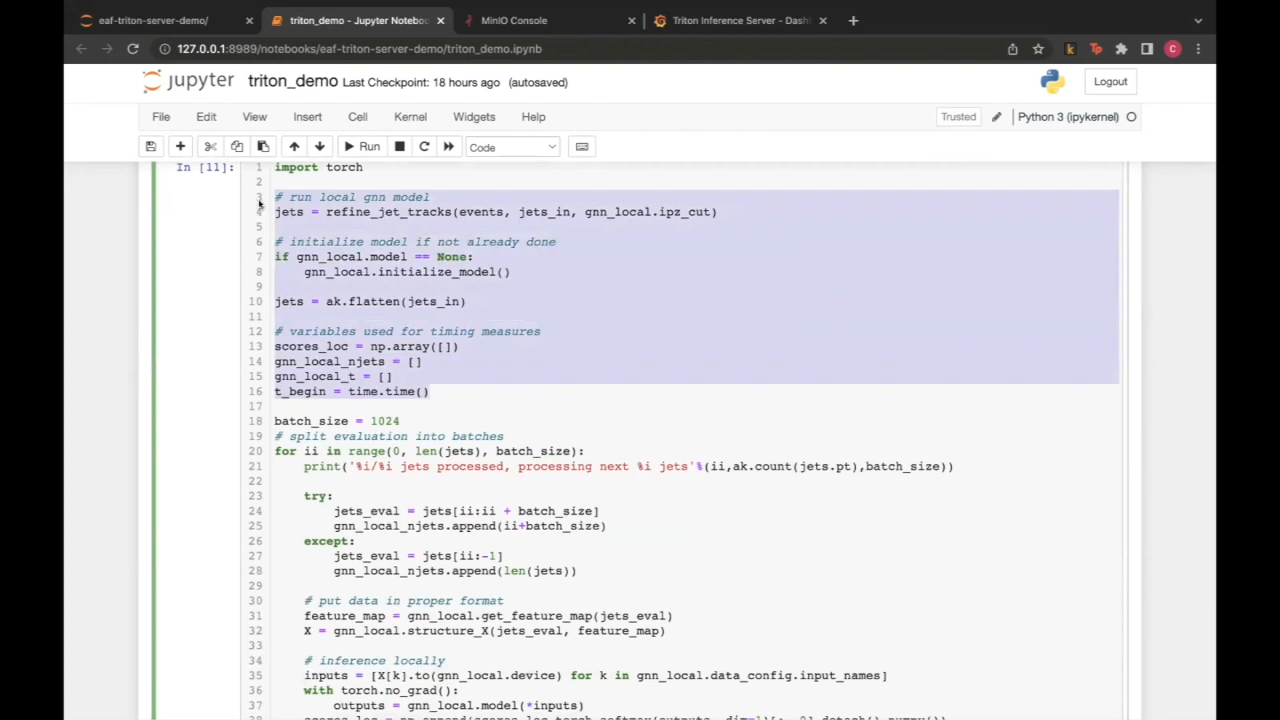 eaf-triton-server-demo/
triton_demo - Jupyter Notebook
MinIO Console
Triton Inference Server - Dash
127.0.0.1:8989/notebooks/eaf-triton-server-demo/triton_demo.ipynb
C
jupyter triton_demo Last Checkpoint: 18 hours ago (autosaved)
Logout
File Edit View Insert Cell Kernel Widgets Help
Trusted Python 3 (ipykernel)
Run Code
In [11]:
1 import torch
2
3 # run local gnn model
4 jets = refine_jet_tracks(events, jets_in, gnn_local.ipz_cut)
5
6 # initialize model if not already done
7 if gnn_local.model == None:
8 gnn_local.initialize_model()
9
10 jets = ak.flatten(jets_in)
11
12 # variables used for timing measures
13 scores_loc = np.array([])
14 gnn_local_njets = []
15 gnn_local_t = []
16 t_begin = time.time()
17
18 batch_size = 1024
19 # split evaluation into batches
20 for ii in range(0, len(jets), batch_size):
21 print('%i/%i jets processed, processing next %i jets'%(ii,ak.count(jets.pt),batch_size))
22
23 try:
24 jets_eval = jets[ii:ii + batch_size]
25 gnn_local_njets.append(ii+batch_size)
26 except:
27 jets_eval = jets[ii:-1]
28 gnn_local_njets.append(len(jets))
29
30 # put data in proper format
31 feature_map = gnn_local.get_feature_map(jets_eval)
32 X = gnn_local.structure_X(jets_eval, feature_map)
33
34 # inference locally
35 inputs = [X[k].to(gnn_local.device) for k in gnn_local.data_config.input_names]
36 with torch.no_grad():
37 outputs = gnn_local.model(*inputs)